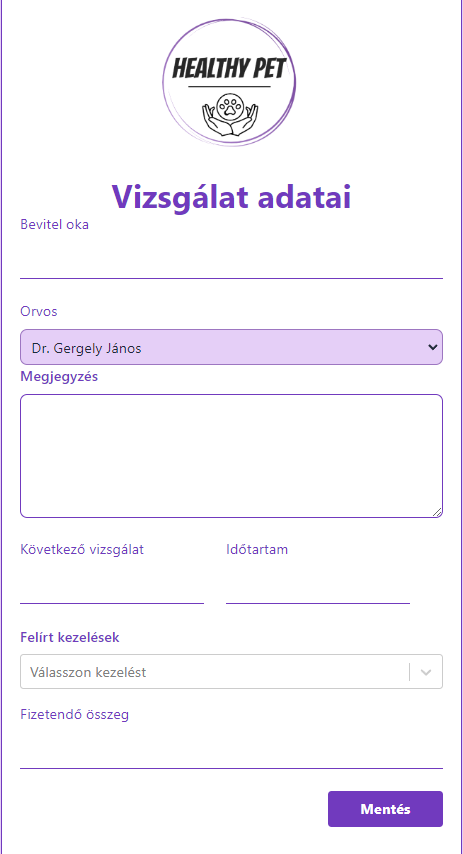 HEALTHY PET
Vizsgálat adatai
Bevitel oka
Orvos
Dr. Gergely János
Megjegyzés
Következő vizsgálat Időtartam
Felírt kezelések
Válasszon kezelést
Fizetendő összeg
Mentés